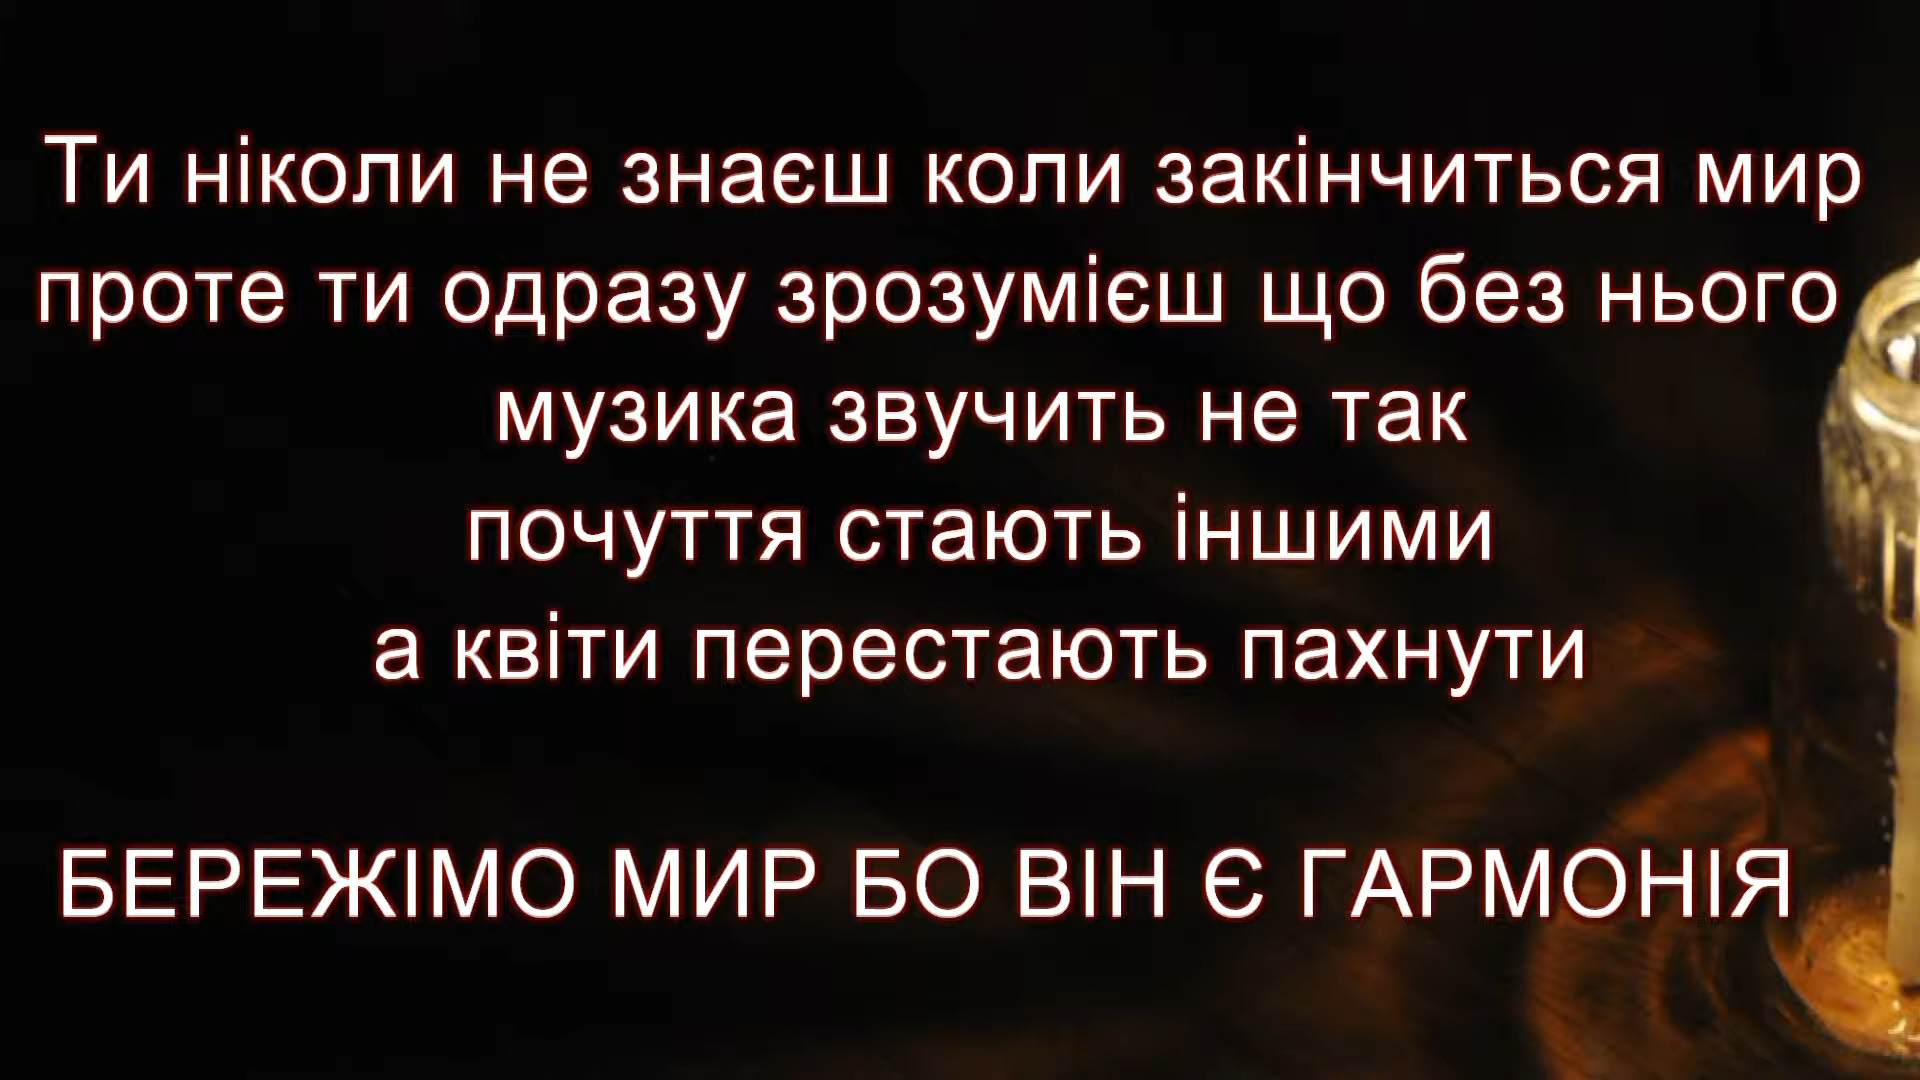 Ти ніколи не знаєш коли закінчиться мир
проте ти одразу зрозумієш що без нього
музика звучить не так
почуття стають іншими
а квіти перестають пахнути
БЕРЕЖІМО МИР БО ВІН Є ГАРМОНІЯ